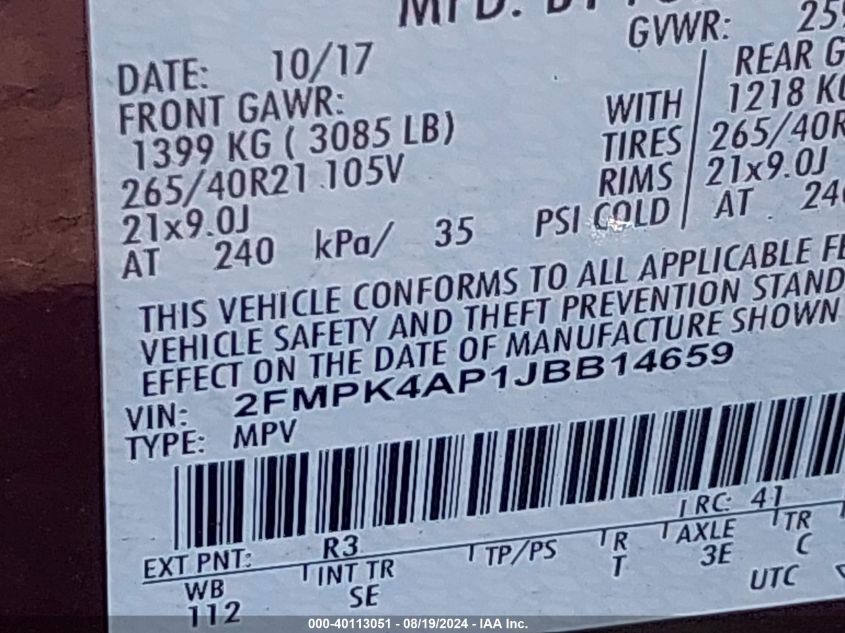 MFD. BY
GVWR:
DATE: 10/17
FRONT GAWR:
1399 KG ( 3085 LB)
265/40R21 105V
21x9.0J
AT 240 kPa/ 35 PSI COLD
WITH
TIRES
RIMS
REAR
1218
265/40R
21x9.0J
AT
THIS VEHICLE CONFORMS TO ALL APPLICABLE
VEHICLE SAFETY AND THEFT PREVENTION STAND
EFFECT ON THE DATE OF MANUFACTURE SHOWN
VIN: 2FMPK4AP1JBB14659
TYPE: MPV
RC: 41
EXT PNT: R3
WB INT TR TP/PS R AXLE TR
112 SE T 3E C
UTC
000-40113051 - 08/19/2024 - IAA Inc.